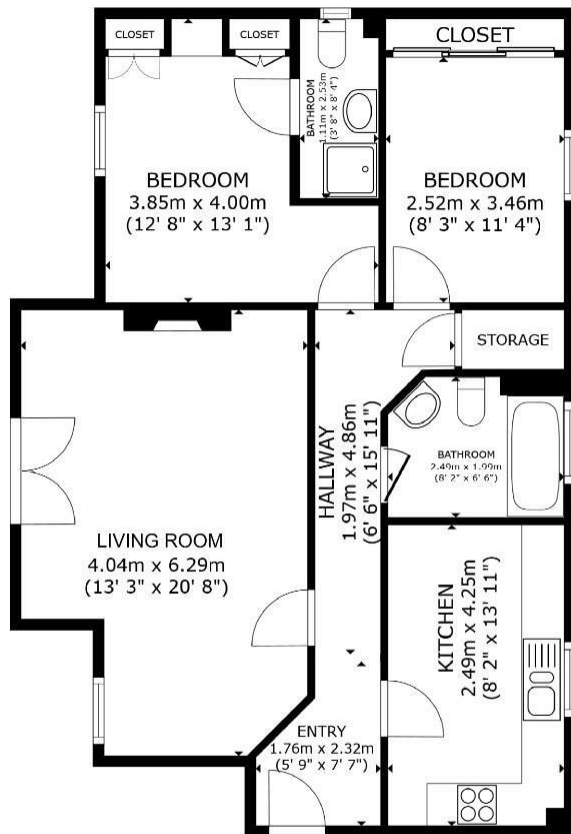 CLOSET
CLOSET
CLOSET
BATHROOM
1.11m x 2.53m
(3' 8" x 8' 4")
BEDROOM
3.85m x 4.00m
(12' 8" x 13' 1")
BEDROOM
2.52m x 3.46m
(8' 3" x 11' 4")
STORAGE
HALLWAY
1.97m x 4.86m
(6' 6" x 15' 11")
BATHROOM
2.49m x 1.99m
(8' 2" x 6' 6")
LIVING ROOM
4.04m x 6.29m
(13' 3" x 20' 8")
KITCHEN
2.49m x 4.25m
(8' 2" x 13' 11")
ENTRY
1.76m x 2.32m
(5' 9" x 7' 7")